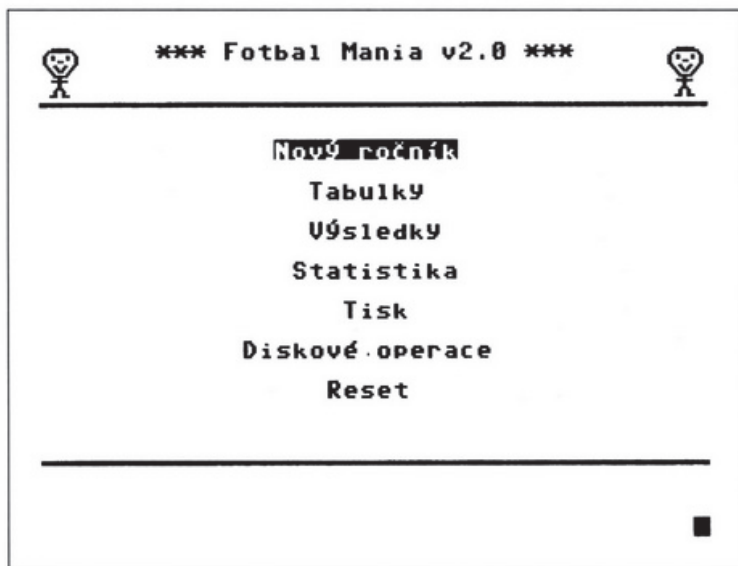 *** Fotbal Mania v2.0 ***
Nový ročník
Tabulky
Výsledky
Statistika
Tisk
Diskové operace
Reset